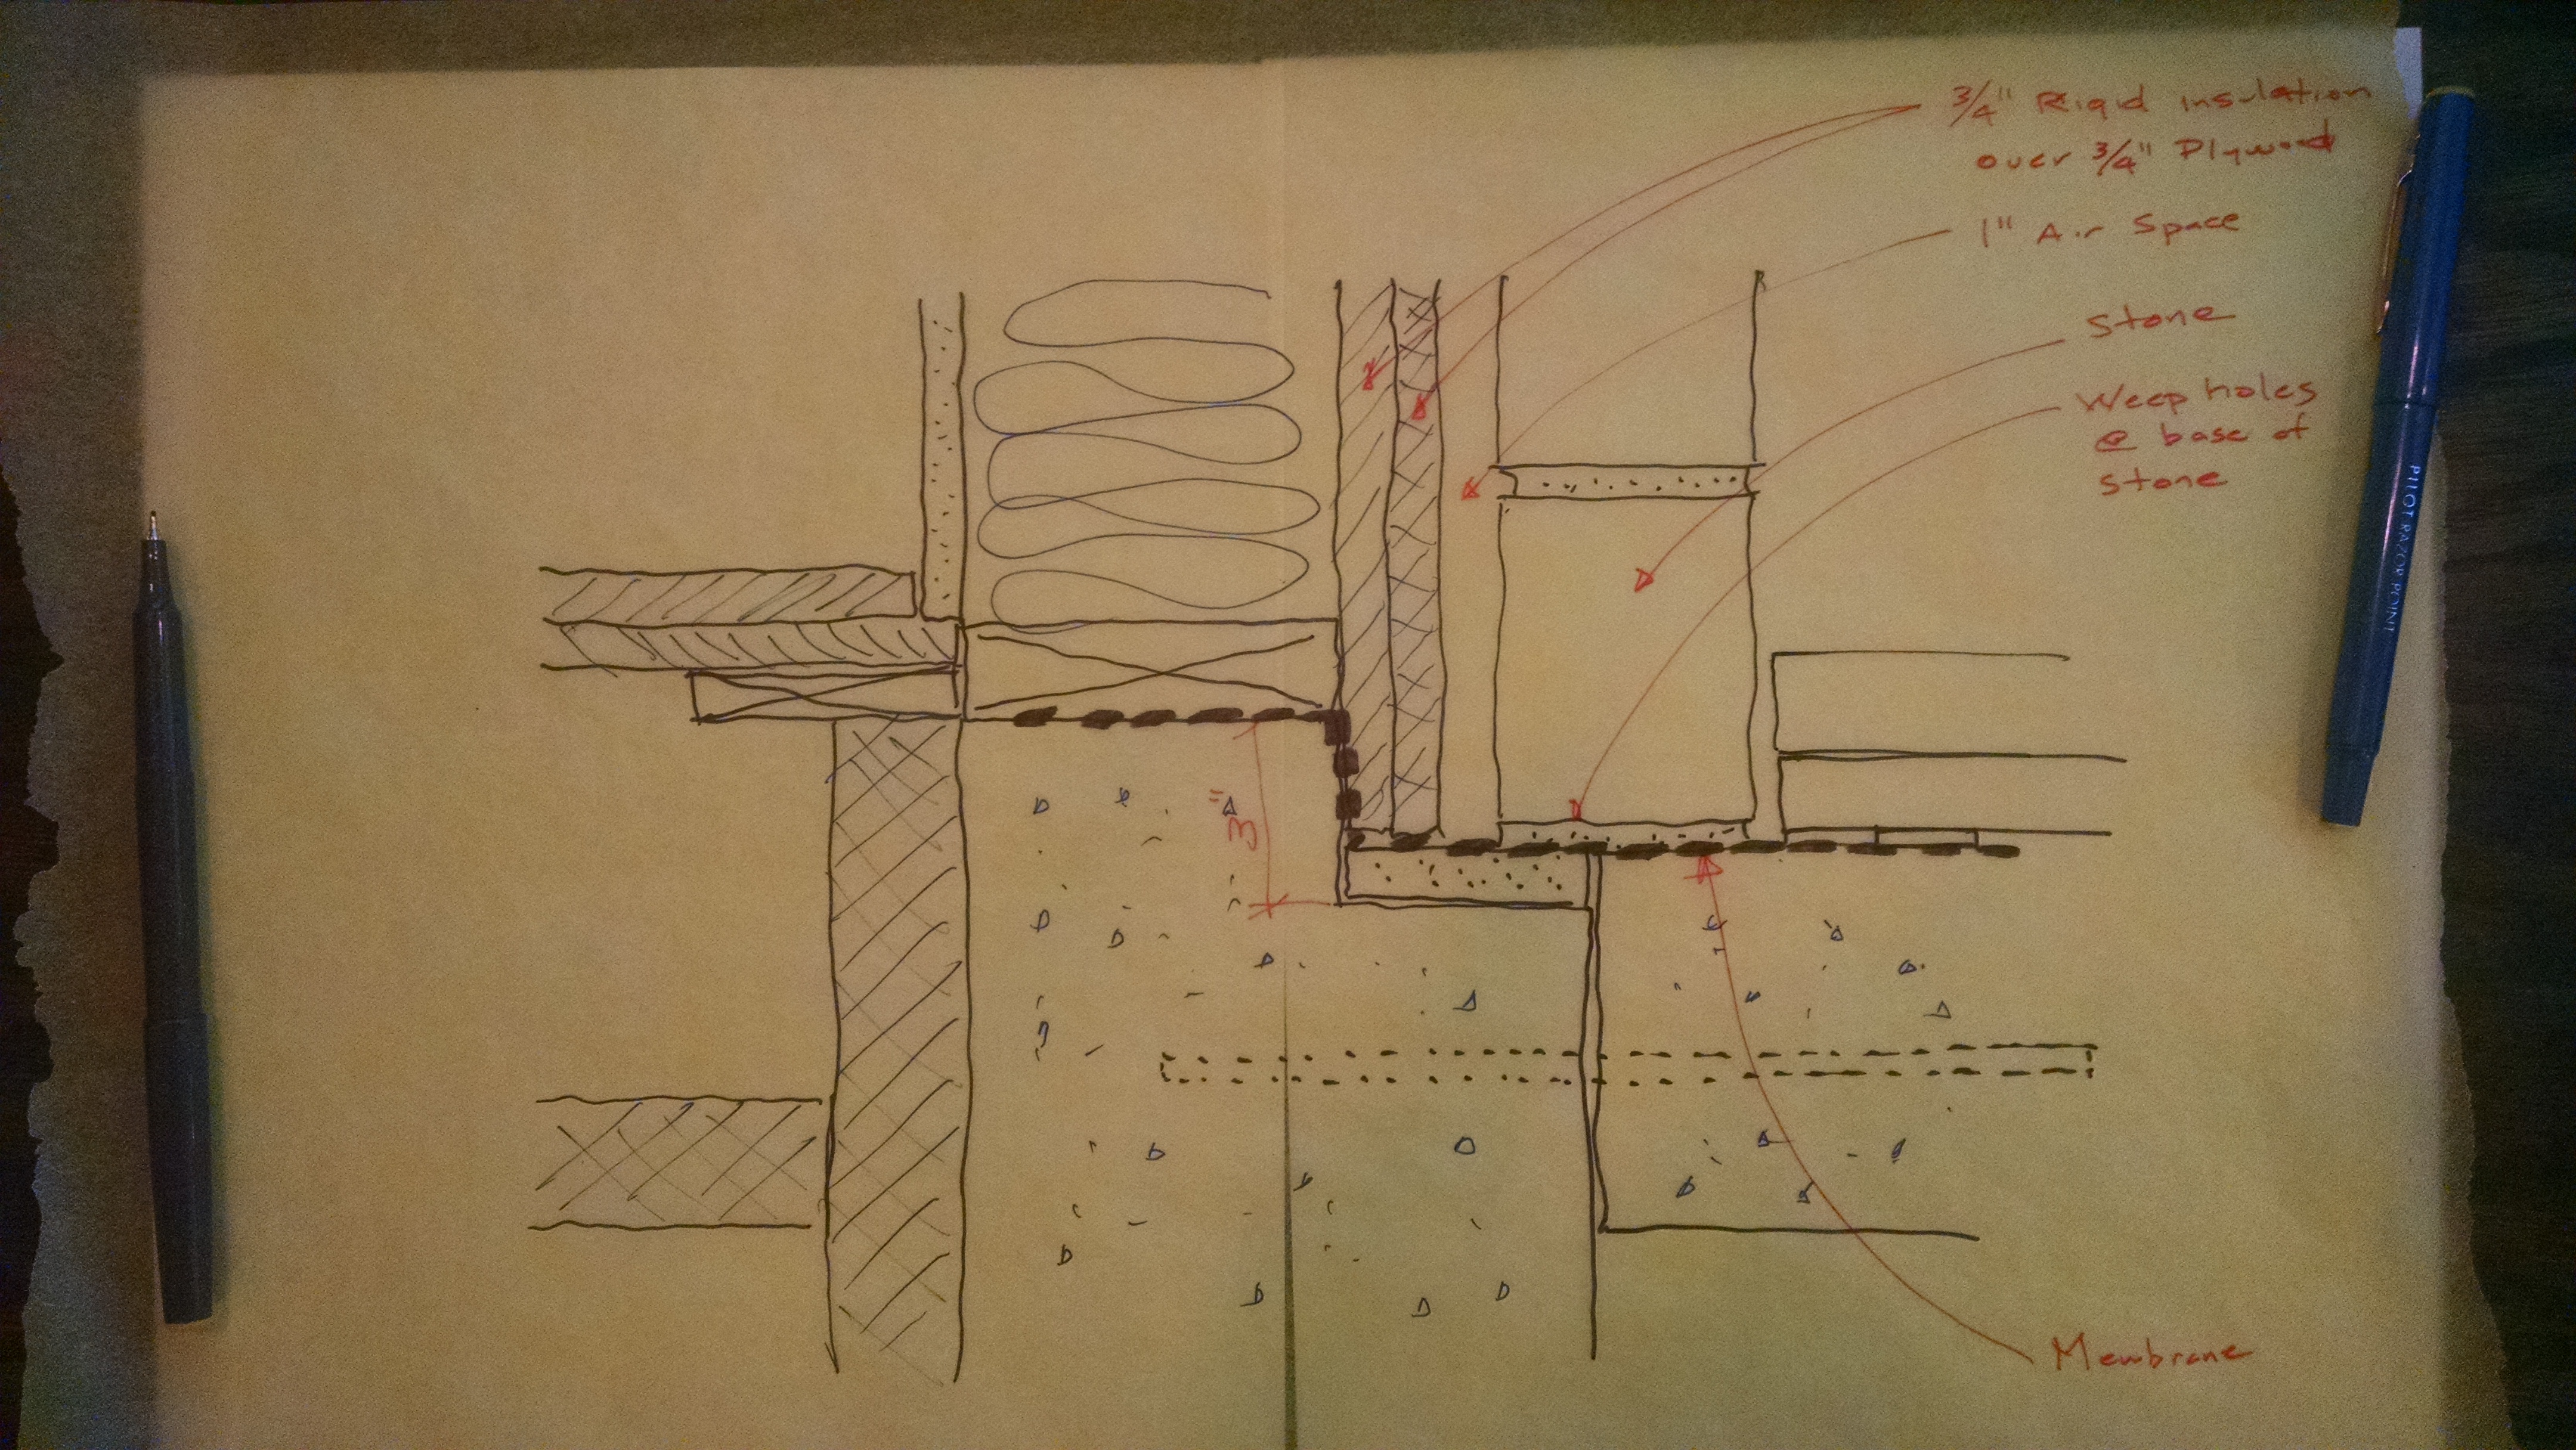 3/4" Rigid insulation
over 3/4" Plywood
1" Air Space
Stone
Weep holes
@ base of
stone
3"
PILOT RAZOR POINT
Membrane